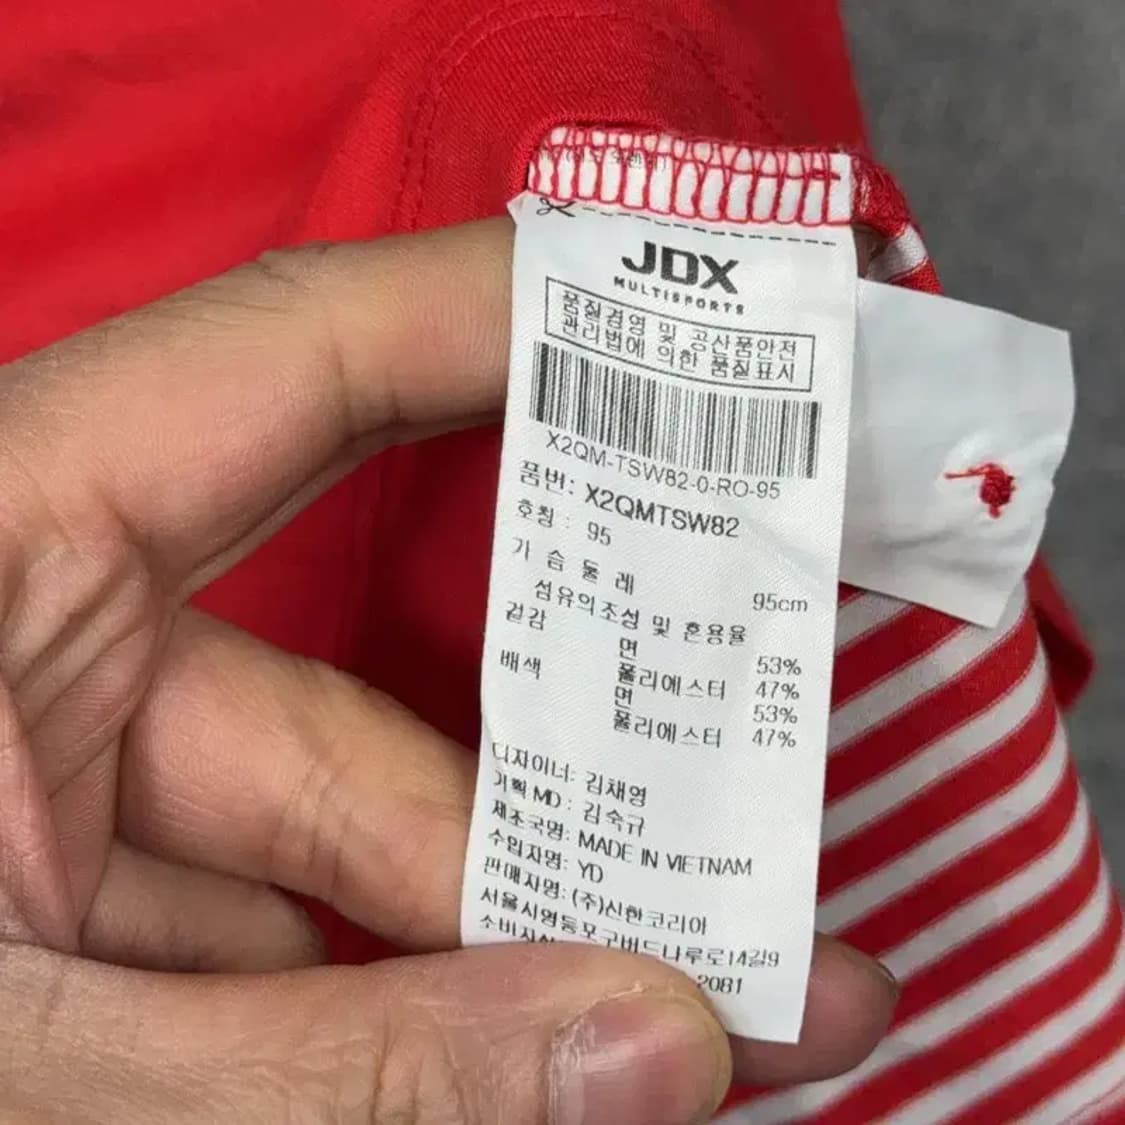 JDX
MULTISPORTS
품질경영 및 공산품안전
관리법에 의한 품질표시
X2QM-TSW82-0-RO-95
품번: X2QMTSW82
호칭: 95
가 슴 둘 레 95cm
섬유의조성 및 혼용율
겉감 면 53%
폴리에스터 47%
배색 면 53%
폴리에스터 47%
디자이너: 김채영
기획 MD : 김숙규
제조국명: MADE IN VIETNAM
수입자명: YD
판매자명: (주)신한코리아
서울시영등포구버드나루로14길9
소비자 2081